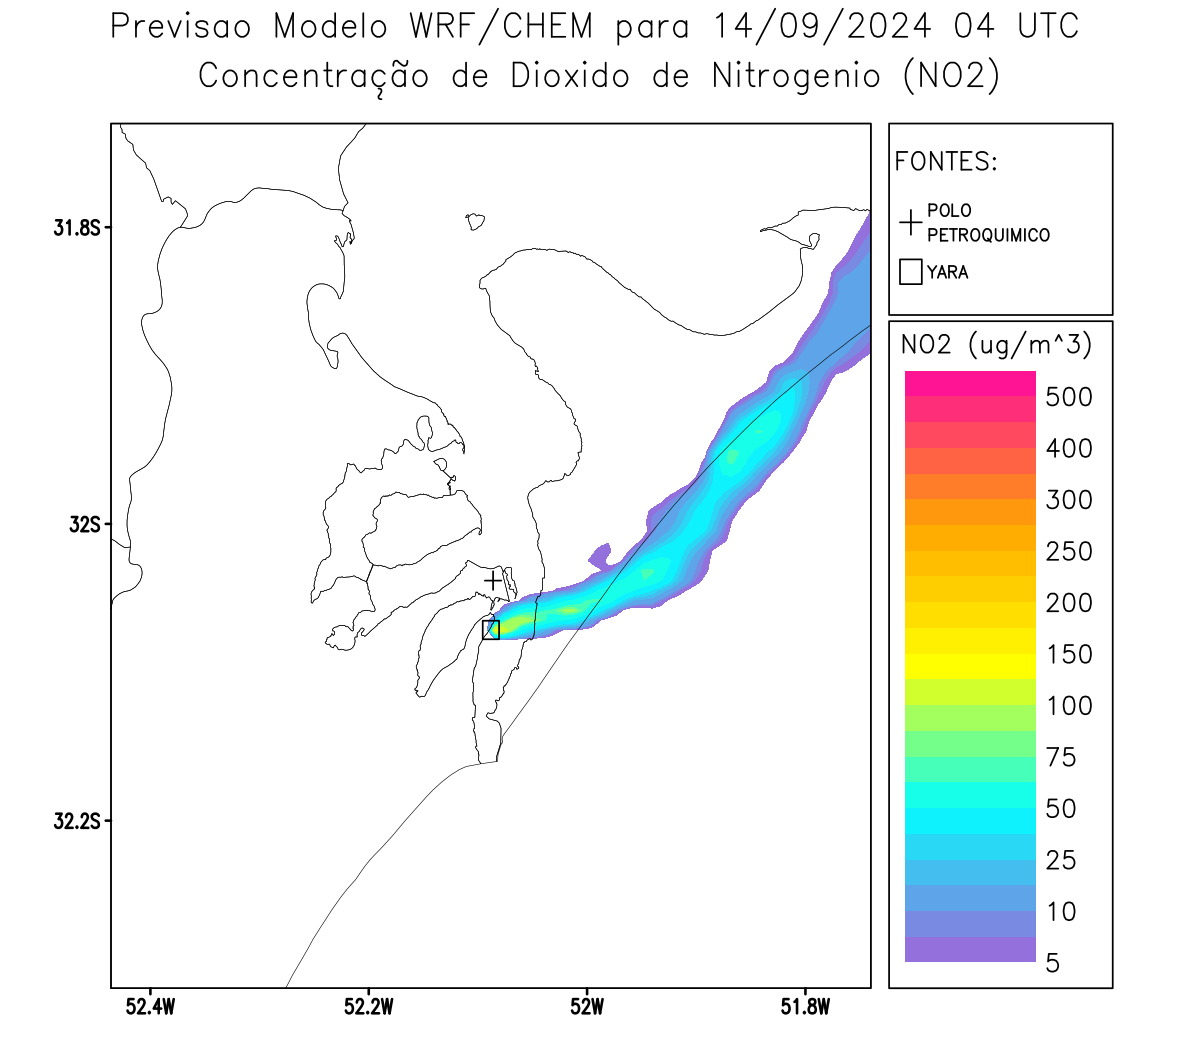 Previsao Modelo WRF/CHEM para 14/09/2024 04 UTC
Concentração de Dioxido de Nitrogenio (NO2)
FONTES:
POLO
PETROQUIMICO
YARA
NO2 (ug/m^3)
500
400
300
250
200
150
100
75
50
25
10
5
31.8S
32S
32.2S
52.4W
52.2W
52W
51.8W